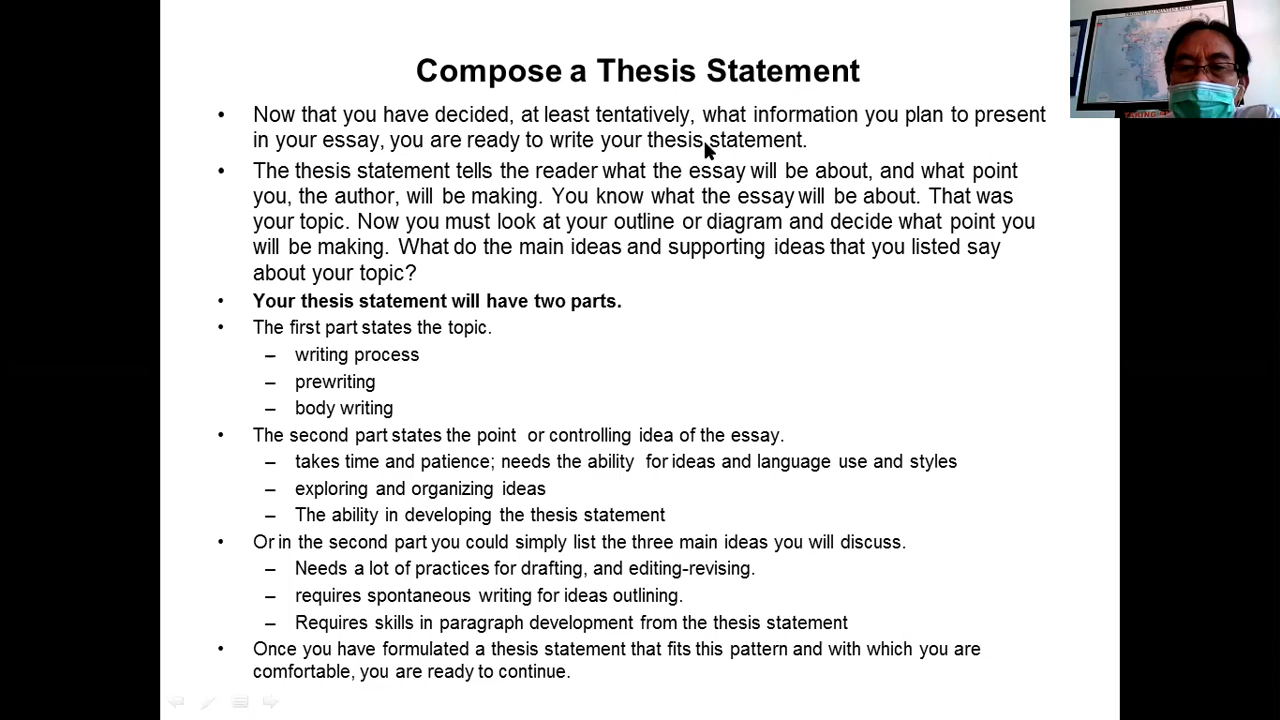 Compose a Thesis Statement
• Now that you have decided, at least tentatively, what information you plan to present
in your essay, you are ready to write your thesis statement.
• The thesis statement tells the reader what the essay will be about, and what point
you, the author, will be making. You know what the essay will be about. That was
your topic. Now you must look at your outline or diagram and decide what point you
will be making. What do the main ideas and supporting ideas that you listed say
about your topic?
• Your thesis statement will have two parts.
• The first part states the topic.
– writing process
– prewriting
– body writing
• The second part states the point or controlling idea of the essay.
– takes time and patience; needs the ability for ideas and language use and styles
– exploring and organizing ideas
– The ability in developing the thesis statement
• Or in the second part you could simply list the three main ideas you will discuss.
– Needs a lot of practices for drafting, and editing-revising.
– requires spontaneous writing for ideas outlining.
– Requires skills in paragraph development from the thesis statement
• Once you have formulated a thesis statement that fits this pattern and with which you are
comfortable, you are ready to continue.